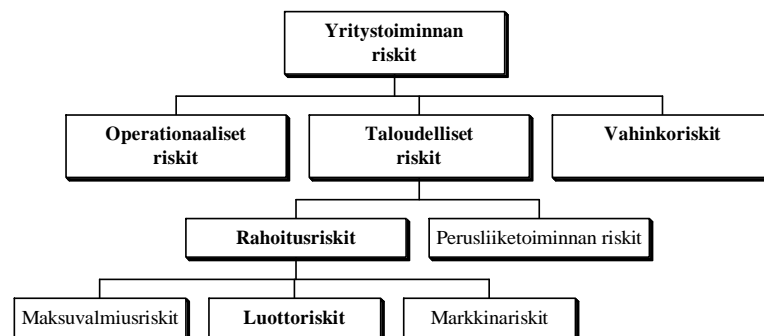 Yritystoiminnan
riskit
Operationaaliset
riskit
Taloudelliset
riskit
Vahinkoriskit
Rahoitusriskit
Perusliiketoiminnan riskit
Maksuvalmiusriskit
Luottoriskit
Markkinariskit